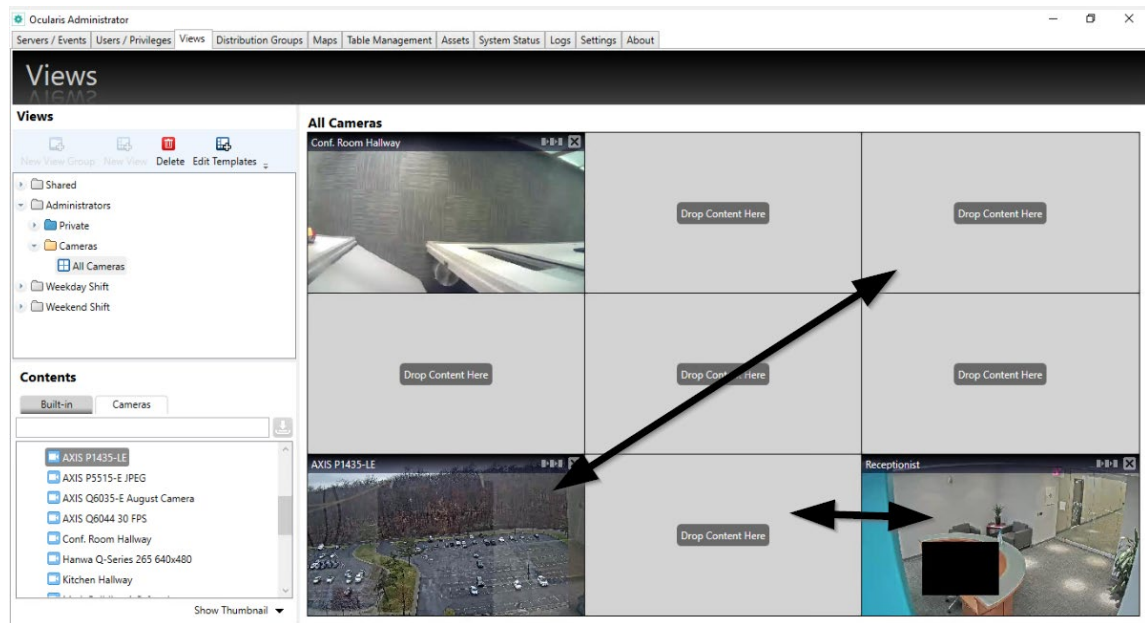 Ocularis Administrator
Servers / Events Users / Privileges Views Distribution Groups Maps Table Management Assets System Status Logs Settings About
Views
Views
New View Group New View Delete Edit Templates
Shared
Administrators
Private
Cameras
All Cameras
Weekday Shift
Weekend Shift
Contents
Built-in Cameras
AXIS P1435-LE
AXIS P5515-E JPEG
AXIS Q6035-E August Camera
AXIS Q6044 30 FPS
Conf. Room Hallway
Hanwa Q-Series 265 640x480
Kitchen Hallway
Show Thumbnail
All Cameras
Conf. Room Hallway
Drop Content Here
Drop Content Here
Drop Content Here
Drop Content Here
Drop Content Here
AXIS P1435-LE
Drop Content Here
Receptionist